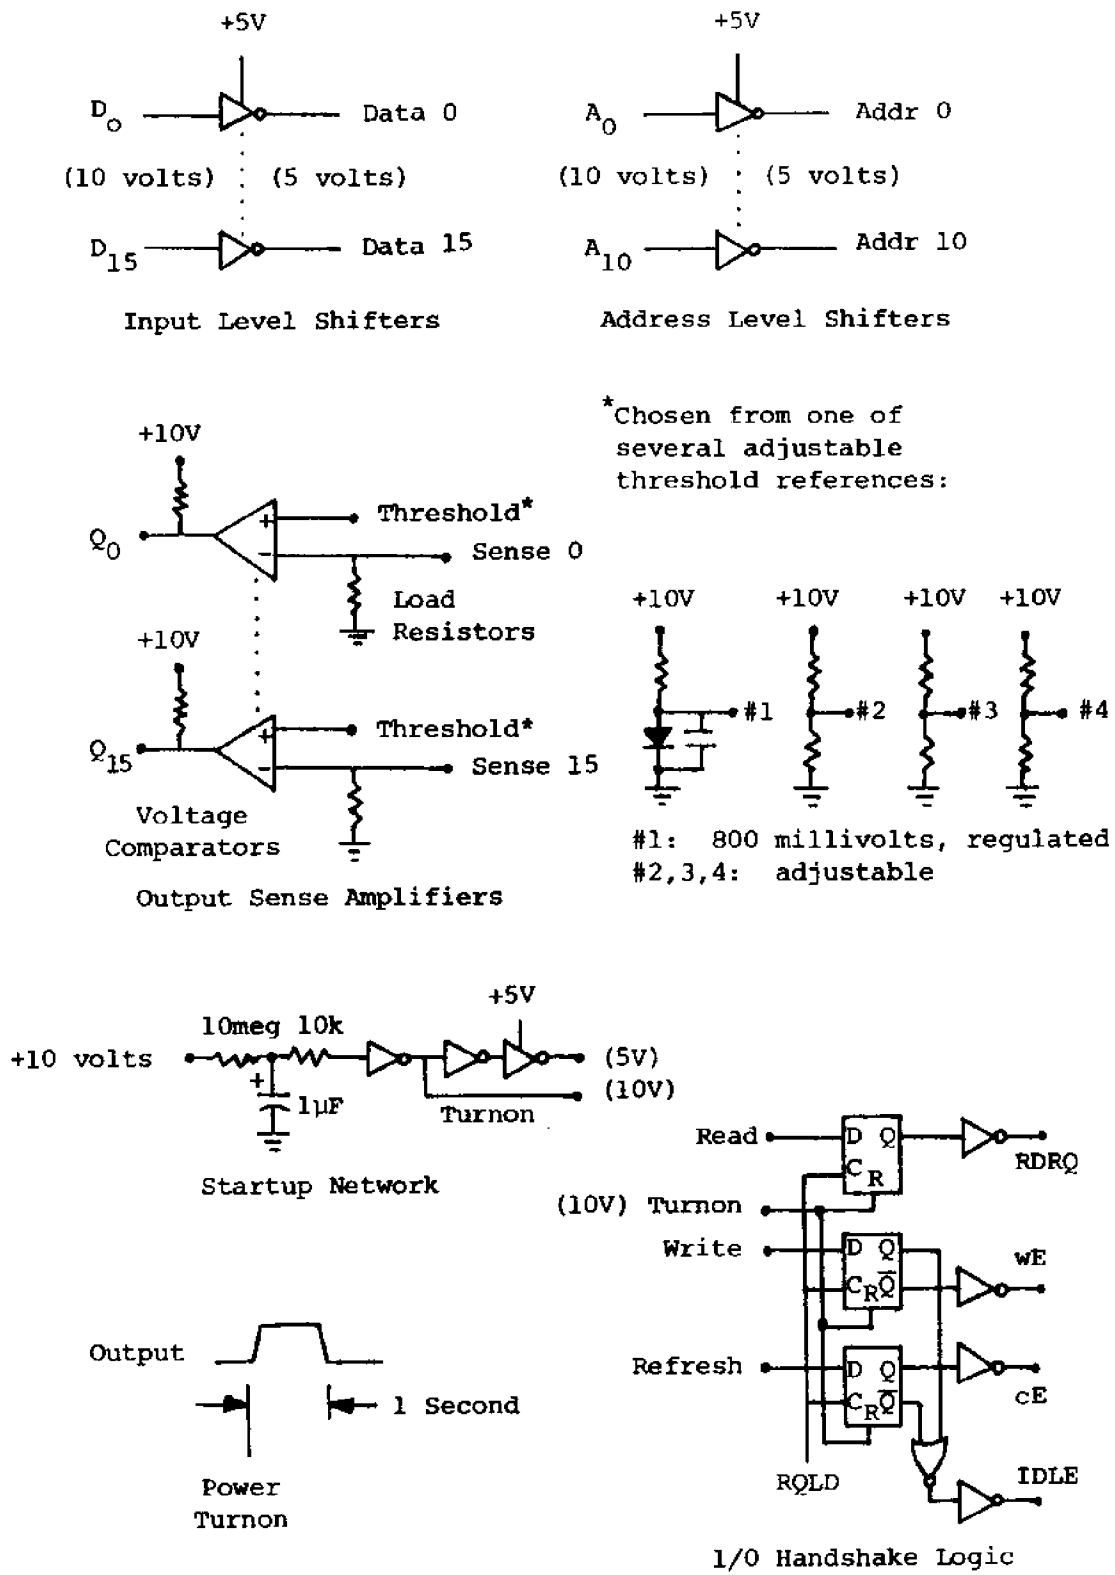 +5V
D0
Data 0
(10 volts)
(5 volts)
D15
Data 15
Input Level Shifters
+5V
A0
Addr 0
(10 volts)
(5 volts)
A10
Addr 10
Address Level Shifters
*Chosen from one of
several adjustable
threshold references:
+10V
Q0
+
-
Threshold*
Sense 0
Load
Resistors
+10V
Q15
+
-
Threshold*
Sense 15
Voltage
Comparators
Output Sense Amplifiers
+10V
+10V
+10V
+10V
#1
#2
#3
#4
#1: 800 millivolts, regulated
#2,3,4: adjustable
+5V
10meg 10k
+10 volts
(5V)
+
1µF
(10V)
Turnon
Startup Network
Output
1 Second
Power
Turnon
Read
D Q
C R
RDRQ
(10V) Turnon
Write
D Q
C R Q̅
wE
Refresh
D Q
C R Q̅
cE
RQLD
IDLE
I/O Handshake Logic